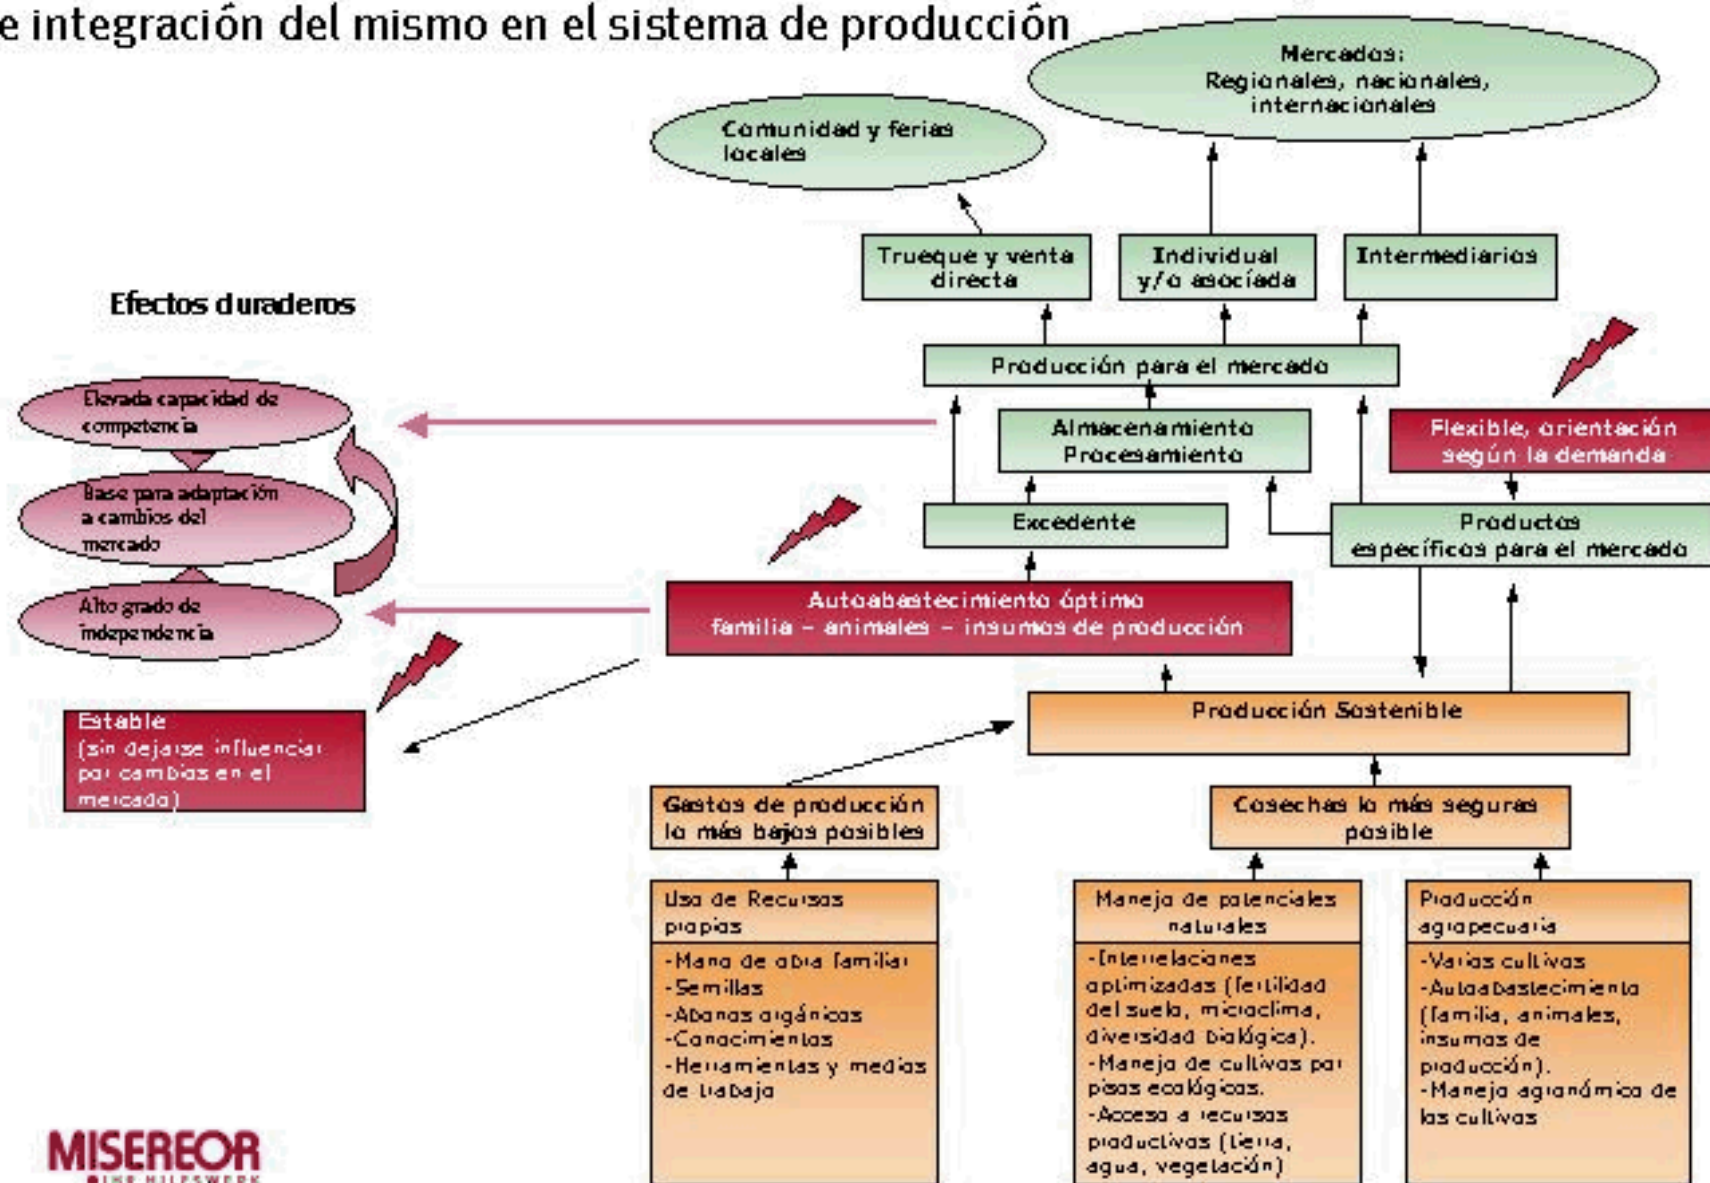 e integración del mismo en el sistema de producción
Mercados:
Regionales, nacionales,
internacionales
Comunidad y ferias
locales
Trueque y venta
directa
Individual
y/o asocíada
Intermediarios
Efectos duraderos
Producción para el mercado
Elevada capacidad de
competencia
Almacenamiento
Procesamiento
Flexible, orientación
según la demanda
Base para adaptación
a cambios del
mercado
Excedente
Productos
específicos para el mercado
Alto grado de
independencia
Autoabastecimiento óptimo
familia – animales – insumos de producción
Estable
(sin dejarse influenciar
por cambios en el
mercado)
Producción Sostenible
Gastos de producción
lo más bajos posibles
Cosechas lo más seguras
posible
Uso de Recursos
propios
-Mano de obra familiar
-Semillas
-Abonos orgánicos
-Conocimientos
-Herramientas y medios
de trabajo
Manejo de potenciales
naturales
-Interrelaciones
optimizadas (fertilidad
del suelo, microclima,
diversidad biológica).
-Manejo de cultivos por
pisos ecológicos.
-Acceso a recursos
productivos (tierra,
agua, vegetación)
Producción
agropecuaria
-Varios cultivos
-Autoabastecimiento
(familia, animales,
insumos de
producción).
-Manejo agronómico de
los cultivos
MISEREOR
IHR HILFSWERK